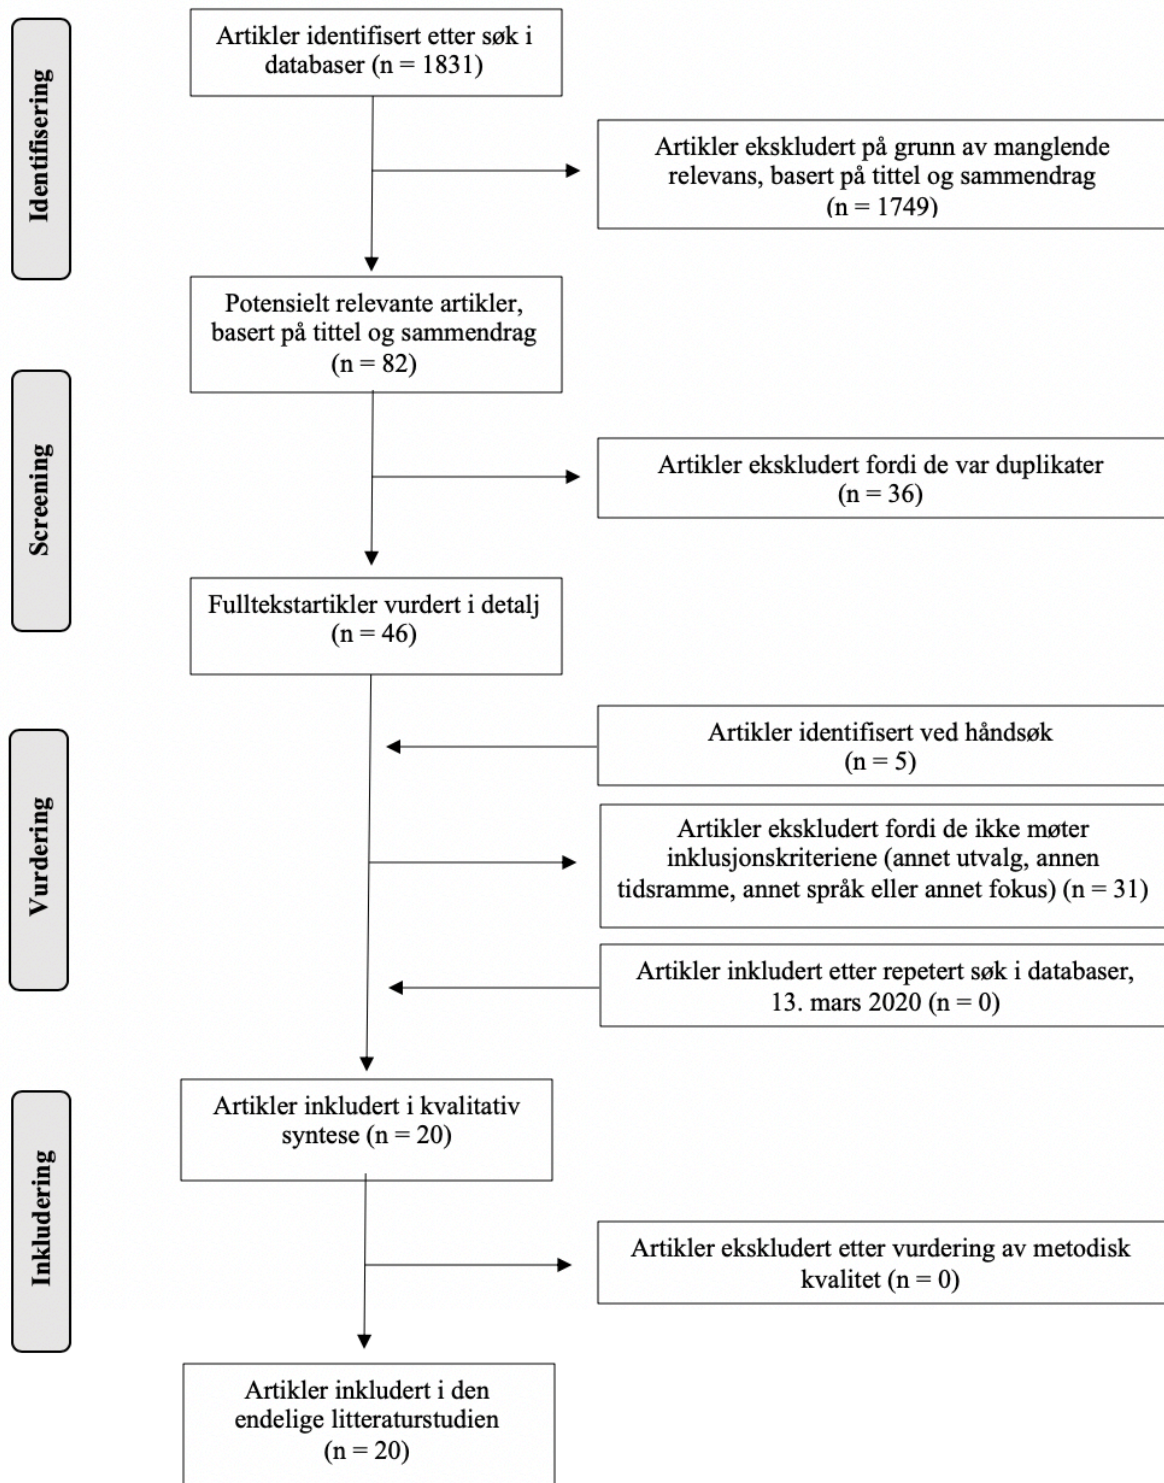 Identifisering
Artikler identifisert etter søk i
databaser (n = 1831)
Artikler ekskludert på grunn av manglende
relevans, basert på tittel og sammendrag
(n = 1749)
Potensielt relevante artikler,
basert på tittel og sammendrag
(n = 82)
Screening
Artikler ekskludert fordi de var duplikater
(n = 36)
Fulltekstartikler vurdert i detalj
(n = 46)
Vurdering
Artikler identifisert ved håndsøk
(n = 5)
Artikler ekskludert fordi de ikke møter
inklusjonskriteriene (annet utvalg, annen
tidsramme, annet språk eller annet fokus) (n = 31)
Artikler inkludert etter repetert søk i databaser,
13. mars 2020 (n = 0)
Inkludering
Artikler inkludert i kvalitativ
syntese (n = 20)
Artikler ekskludert etter vurdering av metodisk
kvalitet (n = 0)
Artikler inkludert i den
endelige litteraturstudien
(n = 20)